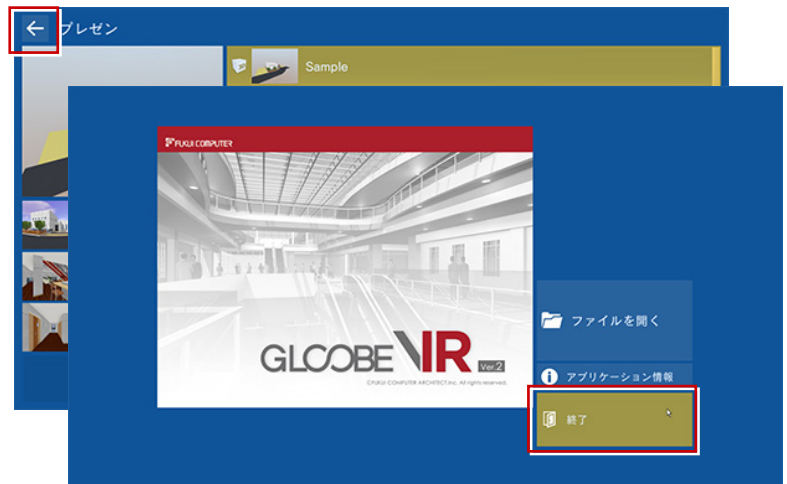 プレゼン
Sample
FUKUI COMPUTER
GLOOBE VR Ver.2
©FUKUI COMPUTER ARCHITECT,Inc. All rights reserved.
ファイルを開く
アプリケーション情報
終了